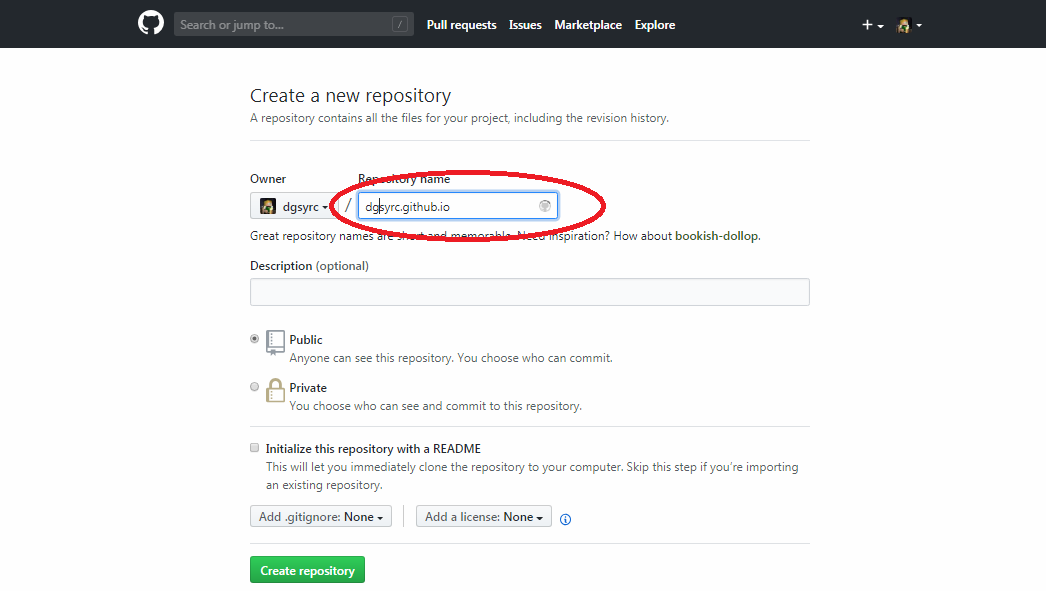 Search or jump to... / Pull requests Issues Marketplace Explore
Create a new repository
A repository contains all the files for your project, including the revision history.
Owner Repository name
dgsyrc / dgsyrc.github.io
Great repository names are short and memorable. Need inspiration? How about bookish-dollop.
Description (optional)
Public
Anyone can see this repository. You choose who can commit.
Private
You choose who can see and commit to this repository.
Initialize this repository with a README
This will let you immediately clone the repository to your computer. Skip this step if you're importing
an existing repository.
Add .gitignore: None Add a license: None
Create repository